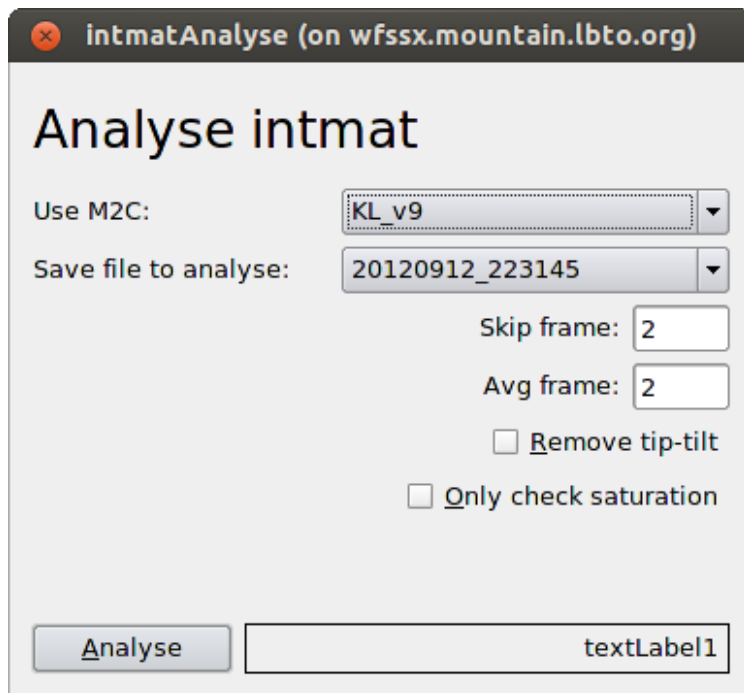 intmatAnalyse (on wfssx.mountain.lbto.org)
Analyse intmat
Use M2C: KL_v9
Save file to analyse: 20120912_223145
Skip frame: 2
Avg frame: 2
Remove tip-tilt
Only check saturation
Analyse textLabel1